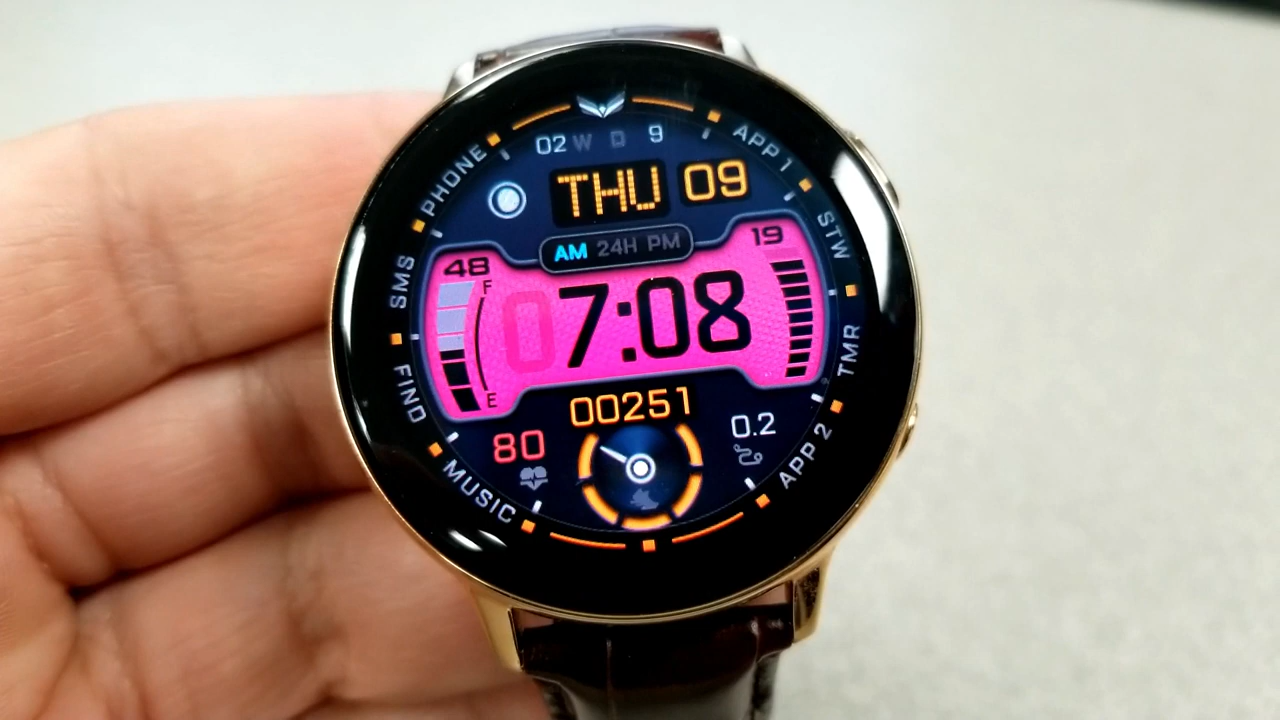 02 W D 9
THU 09
AM 24H PM
48
19
F
07:08
E
00251
80
0.2
PHONE
SMS
FIND
MUSIC
APP 1
STW
TMR
APP 2